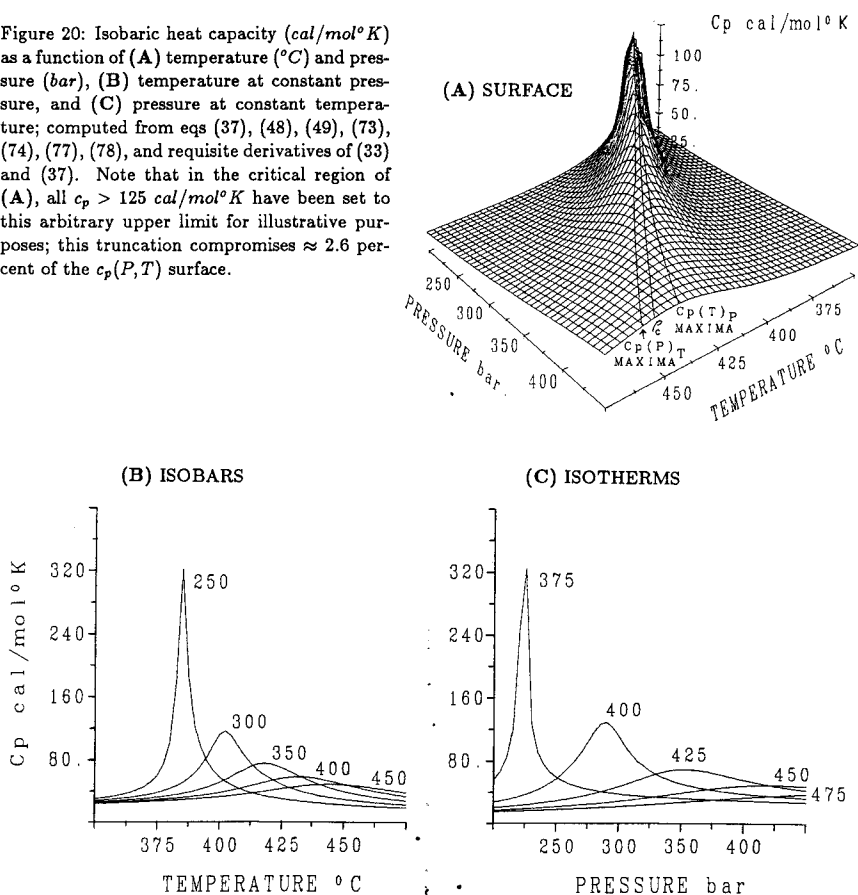 Figure 20: Isobaric heat capacity (cal/mol° K)
as a function of (A) temperature (°C) and pres-
sure (bar), (B) temperature at constant pres-
sure, and (C) pressure at constant tempera-
ture; computed from eqs (37), (48), (49), (73),
(74), (77), (78), and requisite derivatives of (33)
and (37). Note that in the critical region of
(A), all cp > 125 cal/mol° K have been set to
this arbitrary upper limit for illustrative pur-
poses; this truncation compromises ≈ 2.6 per-
cent of the cp(P,T) surface.
Cp cal/mol° K
(A) SURFACE
100
75.
50.
25.
250
300
350
400
PRESSURE bar
Cp(P)T
MAXIMA
ρc
Cp(T)P
MAXIMA
375
400
425
450
TEMPERATURE °C
(B) ISOBARS
Cp cal/mol° K
320
240
160
80.
250
300
350
400
450
375 400 425 450
TEMPERATURE °C
(C) ISOTHERMS
320
240
160
80.
375
400
425
450
475
250 300 350 400
PRESSURE bar